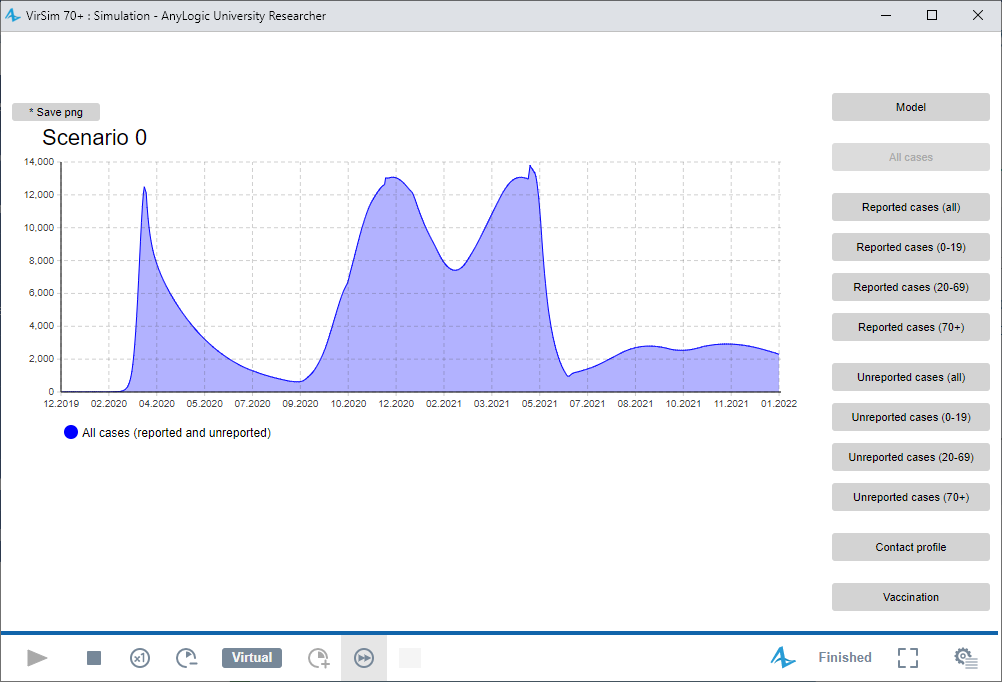 VirSim 70+ : Simulation - AnyLogic University Researcher
* Save png
Scenario 0
14,000
12,000
10,000
8,000
6,000
4,000
2,000
0
12.2019 02.2020 04.2020 05.2020 07.2020 09.2020 10.2020 12.2020 02.2021 03.2021 05.2021 07.2021 08.2021 10.2021 11.2021 01.2022
All cases (reported and unreported)
Model
All cases
Reported cases (all)
Reported cases (0-19)
Reported cases (20-69)
Reported cases (70+)
Unreported cases (all)
Unreported cases (0-19)
Unreported cases (20-69)
Unreported cases (70+)
Contact profile
Vaccination
x1 Virtual Finished